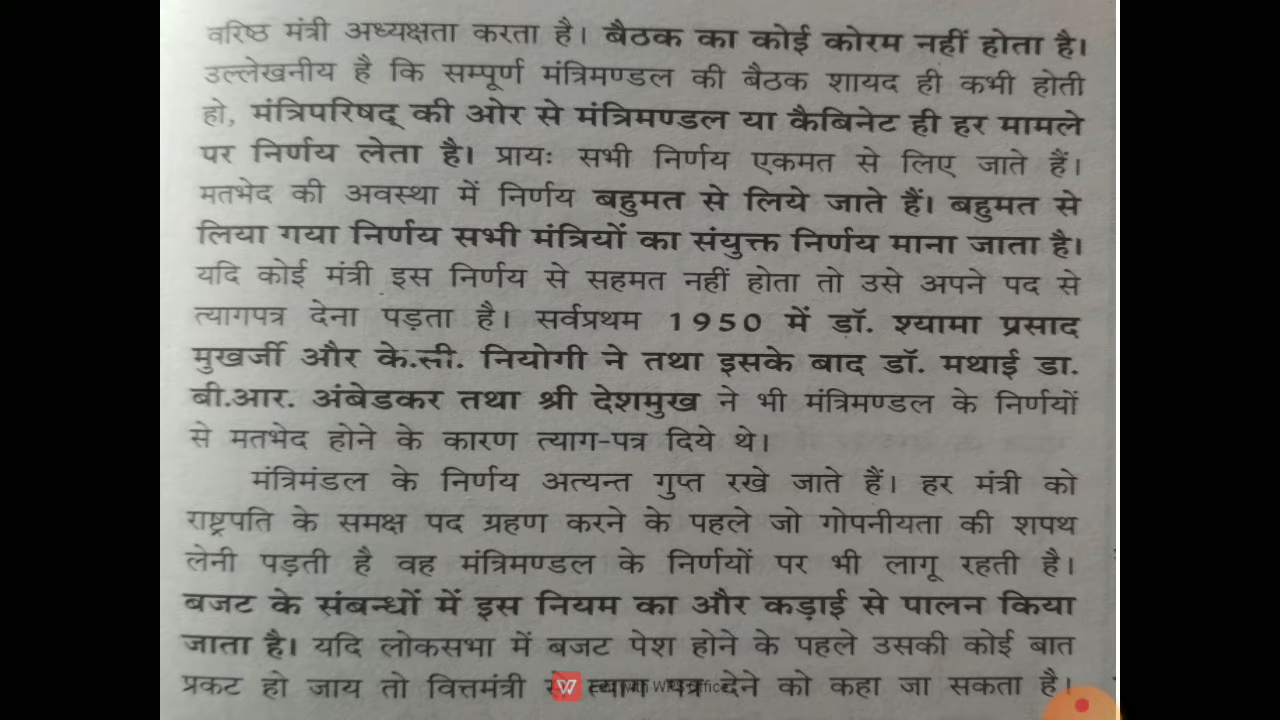 वरिष्ठ मंत्री अध्यक्षता करता है। बैठक का कोई कोरम नहीं होता है।
उल्लेखनीय है कि सम्पूर्ण मंत्रिमण्डल की बैठक शायद ही कभी होती
हो, मंत्रिपरिषद् की ओर से मंत्रिमण्डल या कैबिनेट ही हर मामले
पर निर्णय लेता है। प्रायः सभी निर्णय एकमत से लिए जाते हैं।
मतभेद की अवस्था में निर्णय बहुमत से लिये जाते हैं। बहुमत से
लिया गया निर्णय सभी मंत्रियों का संयुक्त निर्णय माना जाता है।
यदि कोई मंत्री इस निर्णय से सहमत नहीं होता तो उसे अपने पद से
त्यागपत्र देना पड़ता है। सर्वप्रथम 1950 में डॉ. श्यामा प्रसाद
मुखर्जी और के.सी. नियोगी ने तथा इसके बाद डॉ. मथाई डा.
बी.आर. अंबेडकर तथा श्री देशमुख ने भी मंत्रिमण्डल के निर्णयों
से मतभेद होने के कारण त्याग-पत्र दिये थे।
मंत्रिमंडल के निर्णय अत्यन्त गुप्त रखे जाते हैं। हर मंत्री को
राष्ट्रपति के समक्ष पद ग्रहण करने के पहले जो गोपनीयता की शपथ
लेनी पड़ती है वह मंत्रिमण्डल के निर्णयों पर भी लागू रहती है।
बजट के संबन्धों में इस नियम का और कड़ाई से पालन किया
जाता है। यदि लोकसभा में बजट पेश होने के पहले उसकी कोई बात
प्रकट हो जाय तो वित्तमंत्री त्याग देने को कहा जा सकता है।